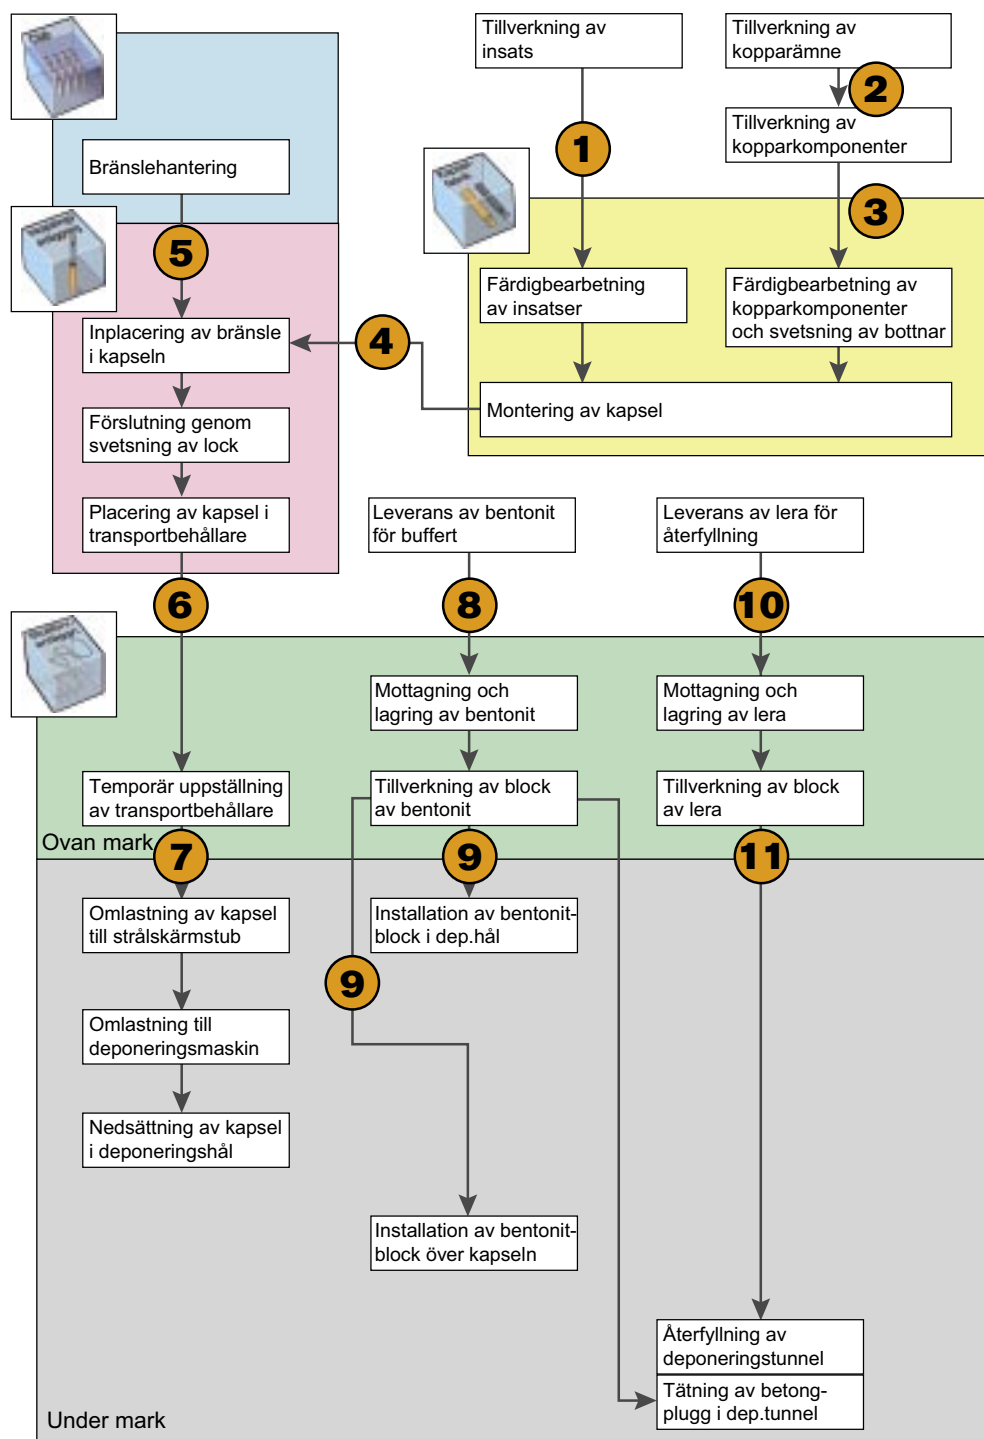 Tillverkning av
insats
Tillverkning av
kopparämne
2
Tillverkning av
kopparkomponenter
1
Bränslehantering
3
5
Färdigbearbetning
av insatser
Färdigbearbetning av
kopparkomponenter
och svetsning av bottnar
Inplacering av bränsle
i kapseln
4
Montering av kapsel
Förslutning genom
svetsning av lock
Placering av kapsel i
transportbehållare
Leverans av bentonit
för buffert
Leverans av lera för
återfyllning
6
8
10
Mottagning och
lagring av bentonit
Mottagning och
lagring av lera
Temporär uppställning
av transportbehållare
Tillverkning av block
av bentonit
Tillverkning av block
av lera
Ovan mark
7
9
11
Omlastning av kapsel
till strålskärmstub
Installation av bentonit-
block i dep.hål
9
Omlastning till
deponeringsmaskin
Nedsättning av kapsel
i deponeringshål
Installation av bentonit-
block över kapseln
Återfyllning av
deponeringstunnel
Tätning av betong-
plugg i dep.tunnel
Under mark